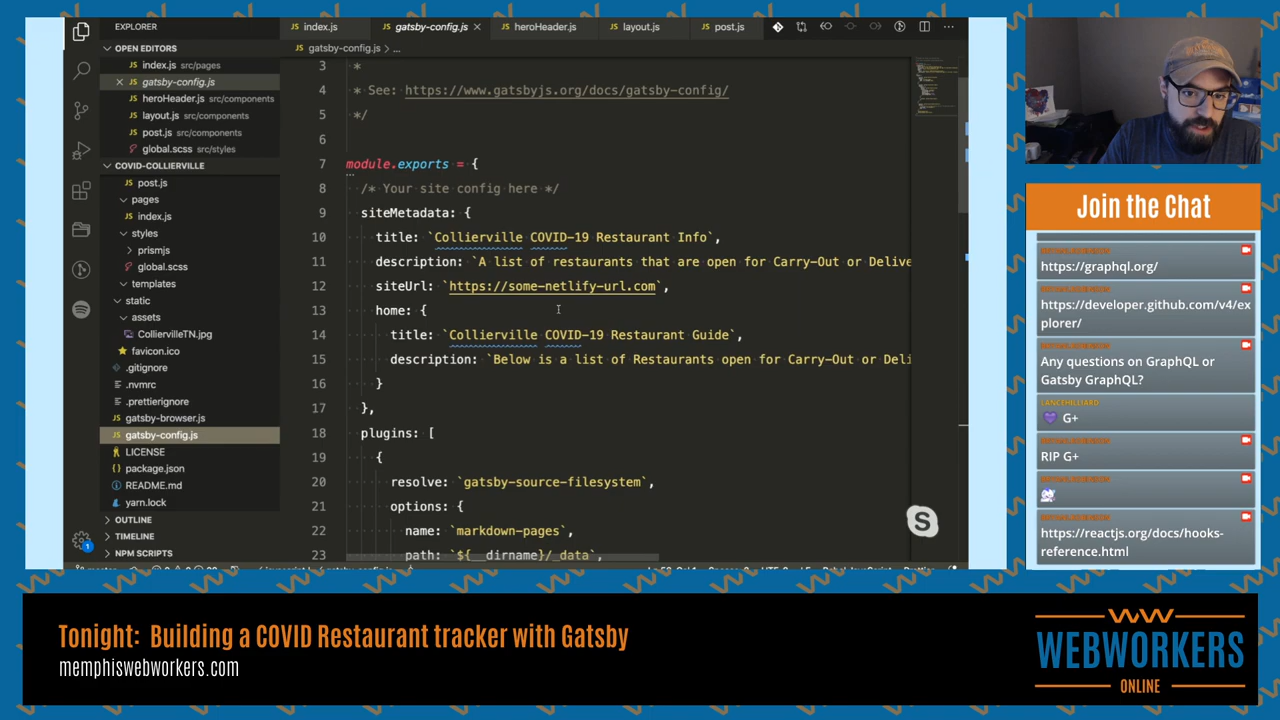 EXPLORER
OPEN EDITORS
index.js src/pages
gatsby-config.js
heroHeader.js src/components
layout.js src/components
post.js src/components
global.scss src/styles
COVID-COLLIERVILLE
post.js
pages
index.js
styles
prismjs
global.scss
templates
static
assets
CollervilleTN.jpg
favicon.ico
.gitignore
.nvmrc
.prettierignore
gatsby-browser.js
gatsby-config.js
LICENSE
package.json
README.md
yarn.lock
OUTLINE
TIMELINE
NPM SCRIPTS
index.js gatsby-config.js heroHeader.js layout.js post.js
gatsby-config.js > ...
3 *
4 * See: https://www.gatsbyjs.org/docs/gatsby-config/
5 */
6
7 module.exports = {
8 /* Your site config here */
9 siteMetadata: {
10 title: `Collierville COVID-19 Restaurant Info`,
11 description: `A list of restaurants that are open for Carry-Out or Delive
12 siteUrl: `https://some-netlify-url.com`,
13 home: {
14 title: `Collierville COVID-19 Restaurant Guide`,
15 description: `Below is a list of Restaurants open for Carry-Out or Deli
16 }
17 },
18 plugins: [
19 {
20 resolve: `gatsby-source-filesystem`,
21 options: {
22 name: `markdown-pages`,
23 path: `${__dirname}/_data`,
Join the Chat
https://graphql.org/
https://developer.github.com/v4/ex
plorer/
Any questions on GraphQL or
Gatsby GraphQL?
LANCEHILLIARD
G+
RIP G+
https://reactjs.org/docs/hooks-
reference.html
Tonight: Building a COVID Restaurant tracker with Gatsby
memphiswebworkers.com
WEBWORKERS
ONLINE